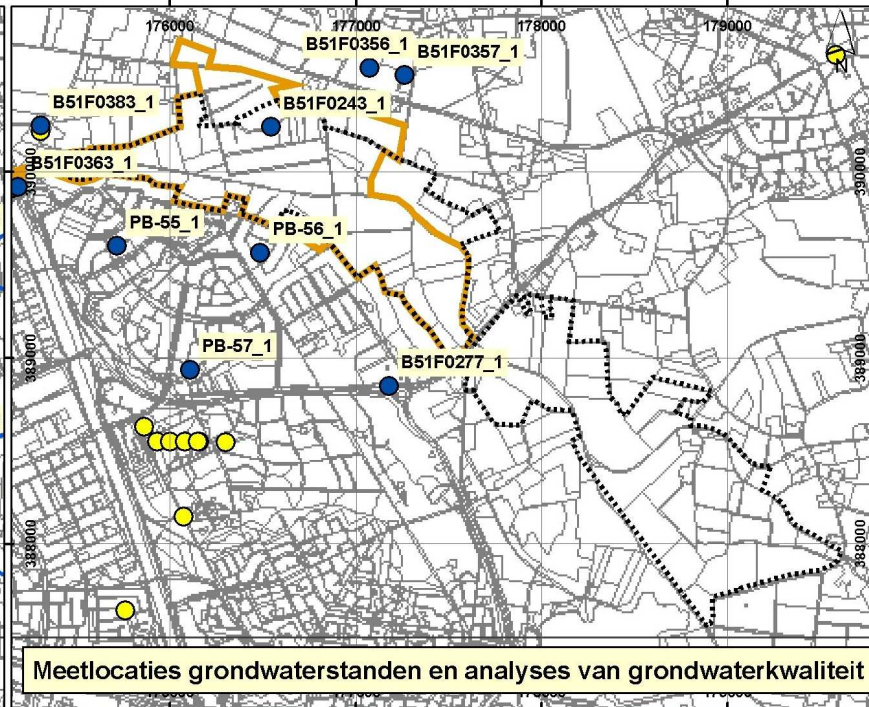 176000 177000 178000 179000
B51F0356_1
B51F0357_1
N
B51F0383_1
B51F0243_1
B51F0363_1
390000 390000
PB-55_1
PB-56_1
PB-57_1
B51F0277_1
389000 389000
388000 388000
Meetlocaties grondwaterstanden en analyses van grondwaterkwaliteit